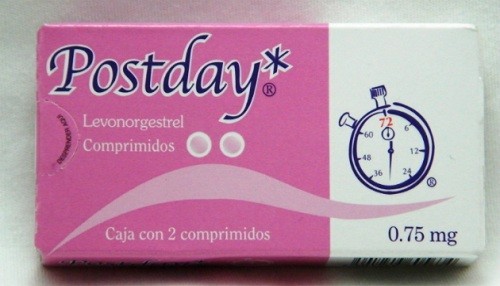 Postday*®
Levonorgestrel
Comprimidos
Caja con 2 comprimidos
72
60 6
48 12
36 24
®
0.75 mg